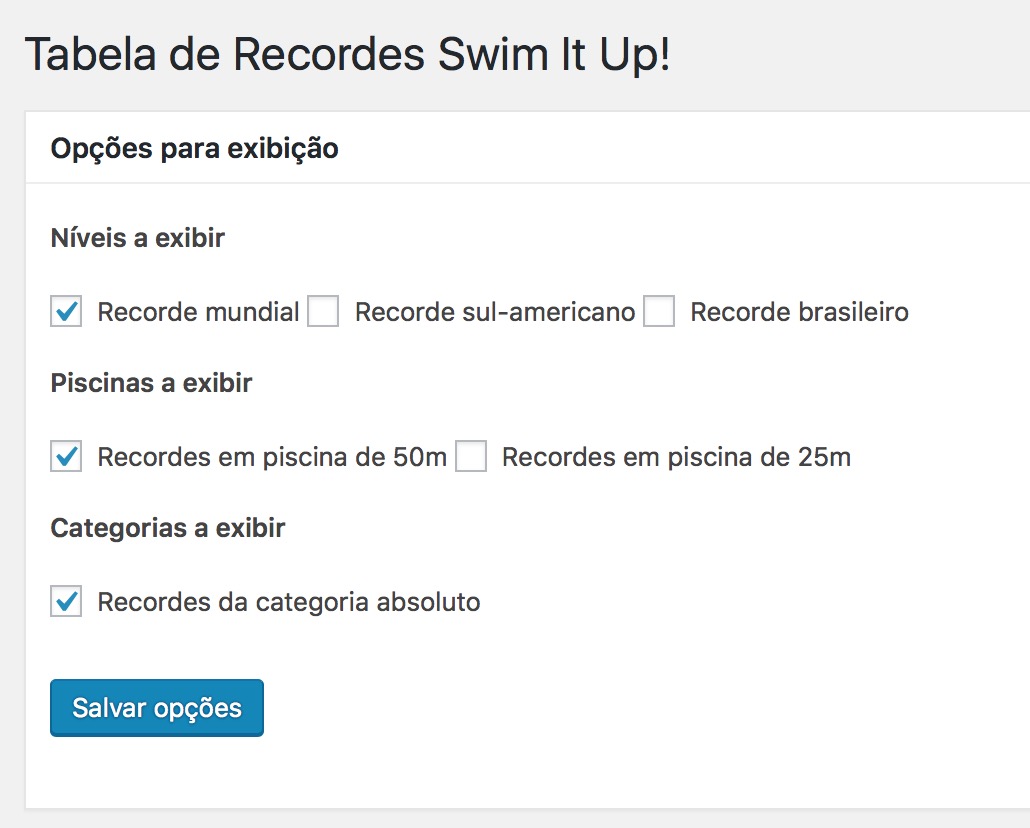 Tabela de Recordes Swim It Up!
Opções para exibição
Níveis a exibir
Recorde mundial Recorde sul-americano Recorde brasileiro
Piscinas a exibir
Recordes em piscina de 50m Recordes em piscina de 25m
Categorias a exibir
Recordes da categoria absoluto
Salvar opções